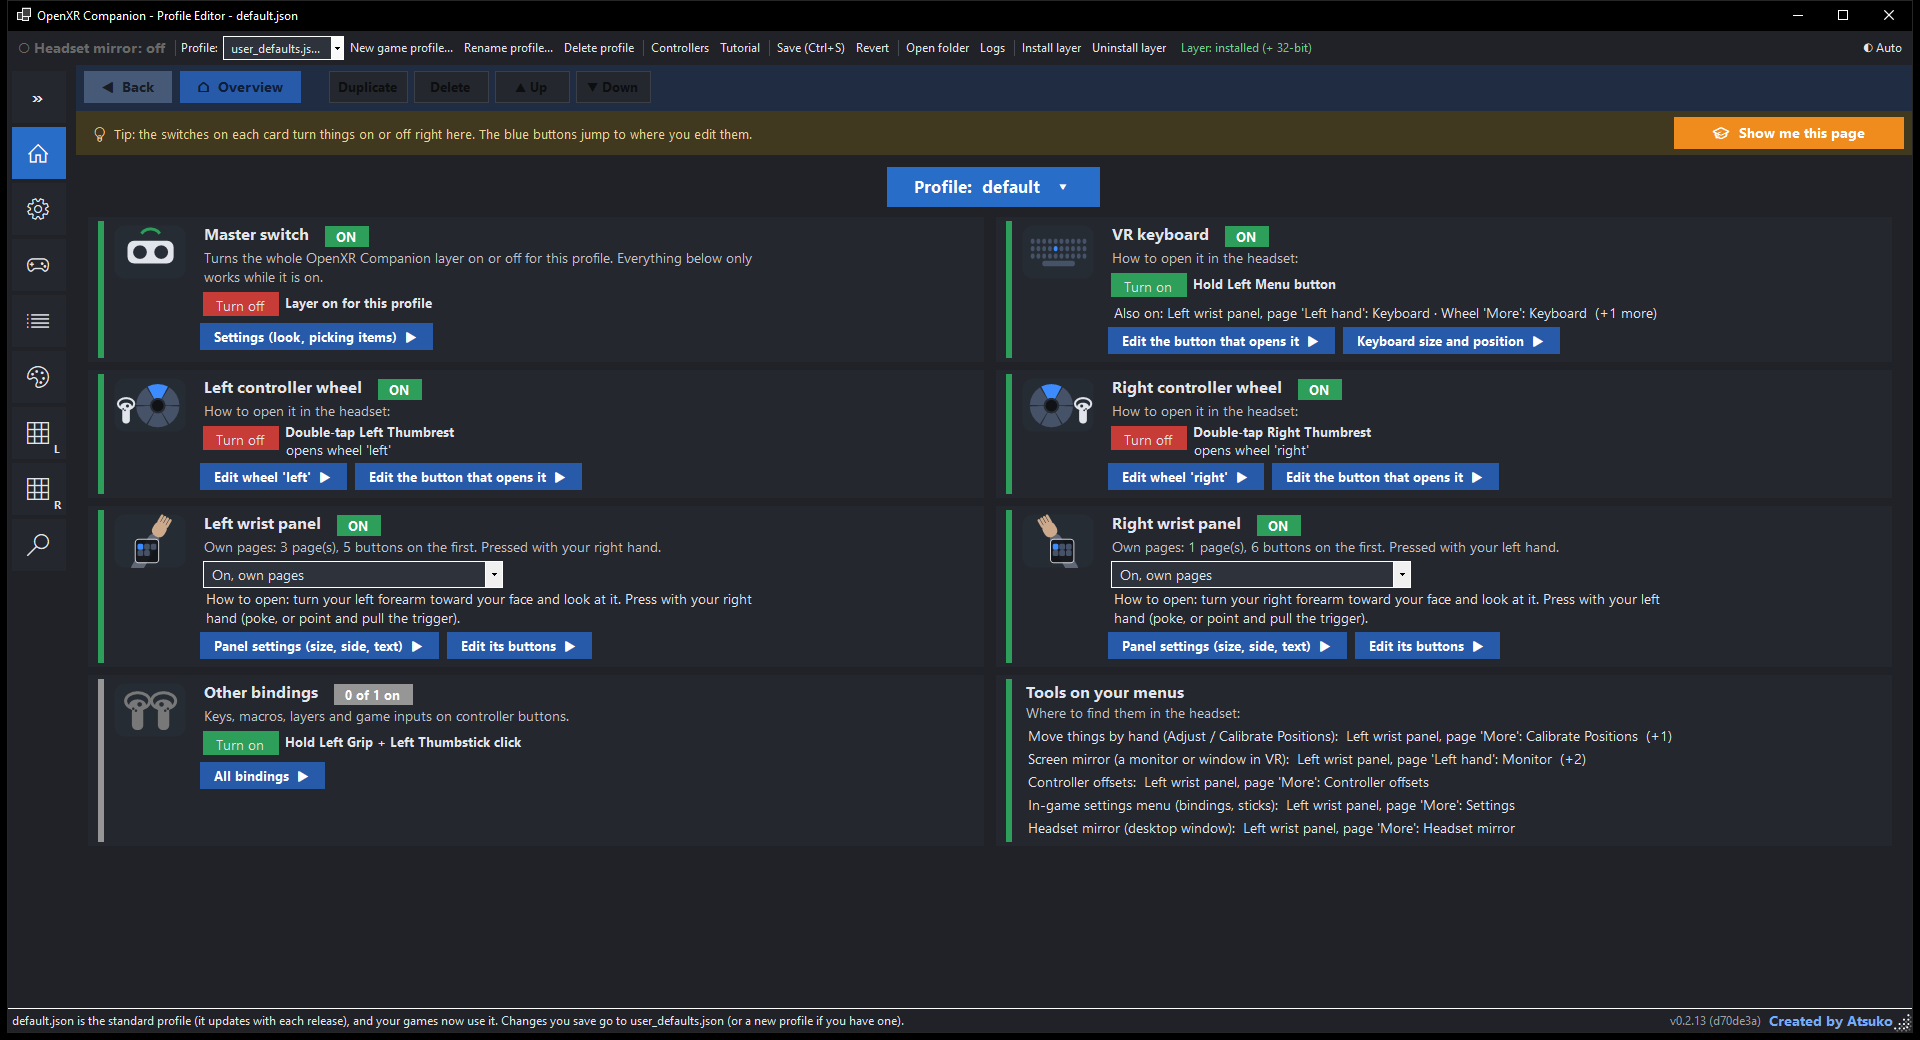 OpenXR Companion - Profile Editor - default.json
Headset mirror: off
Profile:
user_defaults.js...
New game profile...
Rename profile...
Delete profile
Controllers
Tutorial
Save (Ctrl+S)
Revert
Open folder
Logs
Install layer
Uninstall layer
Layer: installed (+ 32-bit)
Auto
Back
Overview
Duplicate
Delete
Up
Down
Tip: the switches on each card turn things on or off right here. The blue buttons jump to where you edit them.
Show me this page
Profile: default
L
R
Master switch
ON
Turns the whole OpenXR Companion layer on or off for this profile. Everything below only
works while it is on.
Turn off
Layer on for this profile
Settings (look, picking items)
VR keyboard
ON
How to open it in the headset:
Turn on
Hold Left Menu button
Also on: Left wrist panel, page 'Left hand': Keyboard · Wheel 'More': Keyboard (+1 more)
Edit the button that opens it
Keyboard size and position
Left controller wheel
ON
How to open it in the headset:
Turn off
Double-tap Left Thumbrest
opens wheel 'left'
Edit wheel 'left'
Edit the button that opens it
Right controller wheel
ON
How to open it in the headset:
Turn off
Double-tap Right Thumbrest
opens wheel 'right'
Edit wheel 'right'
Edit the button that opens it
Left wrist panel
ON
Own pages: 3 page(s), 5 buttons on the first. Pressed with your right hand.
On, own pages
How to open: turn your left forearm toward your face and look at it. Press with your right
hand (poke, or point and pull the trigger).
Panel settings (size, side, text)
Edit its buttons
Right wrist panel
ON
Own pages: 1 page(s), 6 buttons on the first. Pressed with your left hand.
On, own pages
How to open: turn your right forearm toward your face and look at it. Press with your left
hand (poke, or point and pull the trigger).
Panel settings (size, side, text)
Edit its buttons
Other bindings
0 of 1 on
Keys, macros, layers and game inputs on controller buttons.
Turn on
Hold Left Grip + Left Thumbstick click
All bindings
Tools on your menus
Where to find them in the headset:
Move things by hand (Adjust / Calibrate Positions): Left wrist panel, page 'More': Calibrate Positions (+1)
Screen mirror (a monitor or window in VR): Left wrist panel, page 'Left hand': Monitor (+2)
Controller offsets: Left wrist panel, page 'More': Controller offsets
In-game settings menu (bindings, sticks): Left wrist panel, page 'More': Settings
Headset mirror (desktop window): Left wrist panel, page 'More': Headset mirror
default.json is the standard profile (it updates with each release), and your games now use it. Changes you save go to user_defaults.json (or a new profile if you have one).
v0.2.13 (d70de3a)
Created by Atsuko